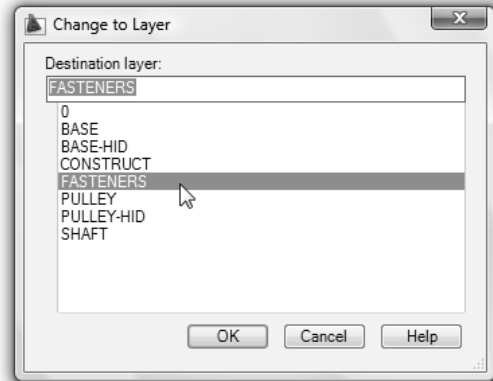 Change to Layer
Destination layer:
FASTENERS
0
BASE
BASE-HID
CONSTRUCT
FASTENERS
PULLEY
PULLEY-HID
SHAFT
OK Cancel Help